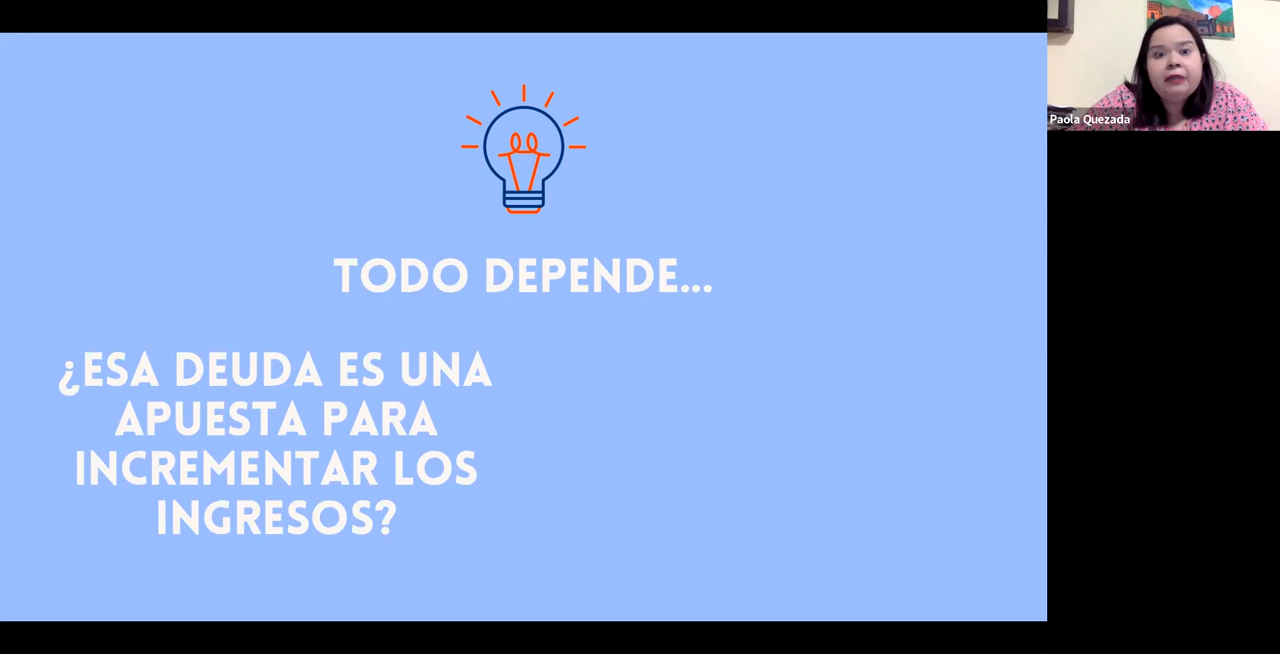 TODO DEPENDE...
¿ESA DEUDA ES UNA
APUESTA PARA
INCREMENTAR LOS
INGRESOS?
Paola Quezada